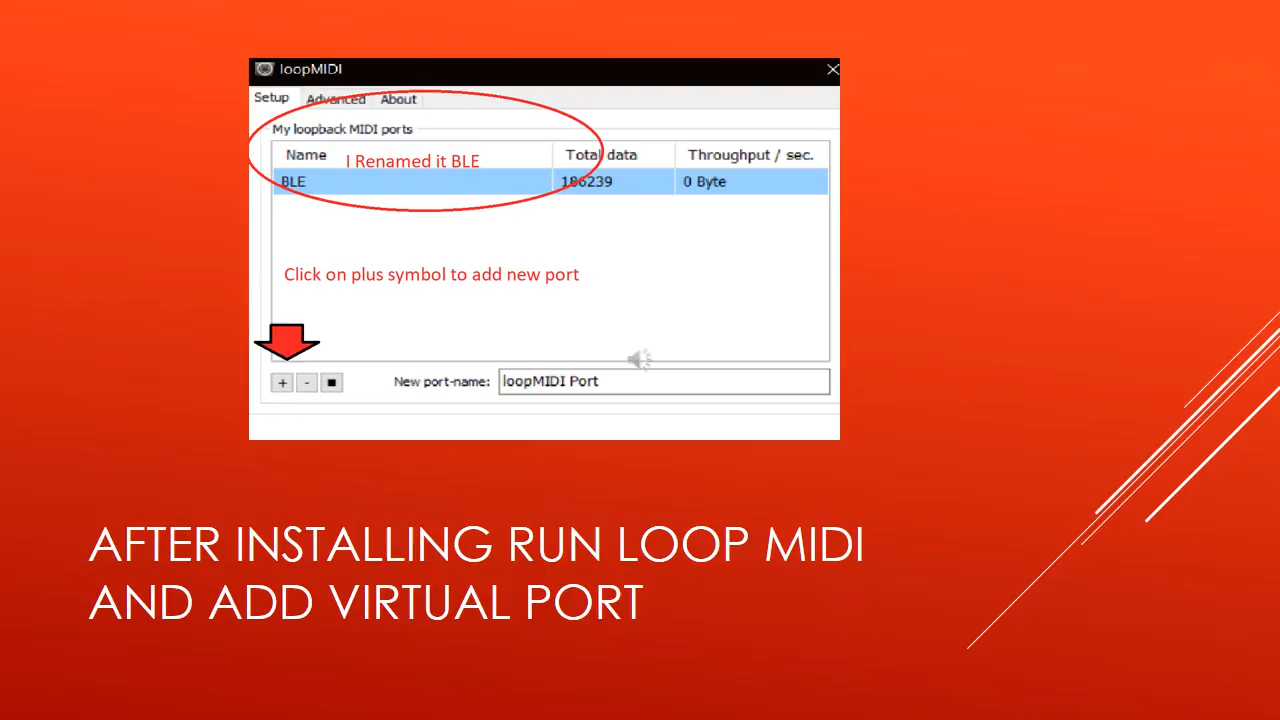 loopMIDI
Setup Advanced About
My loopback MIDI ports
Name Total data Throughput / sec.
I Renamed it BLE
BLE 186239 0 Byte
Click on plus symbol to add new port
+ - New port-name: loopMIDI Port
AFTER INSTALLING RUN LOOP MIDI
AND ADD VIRTUAL PORT